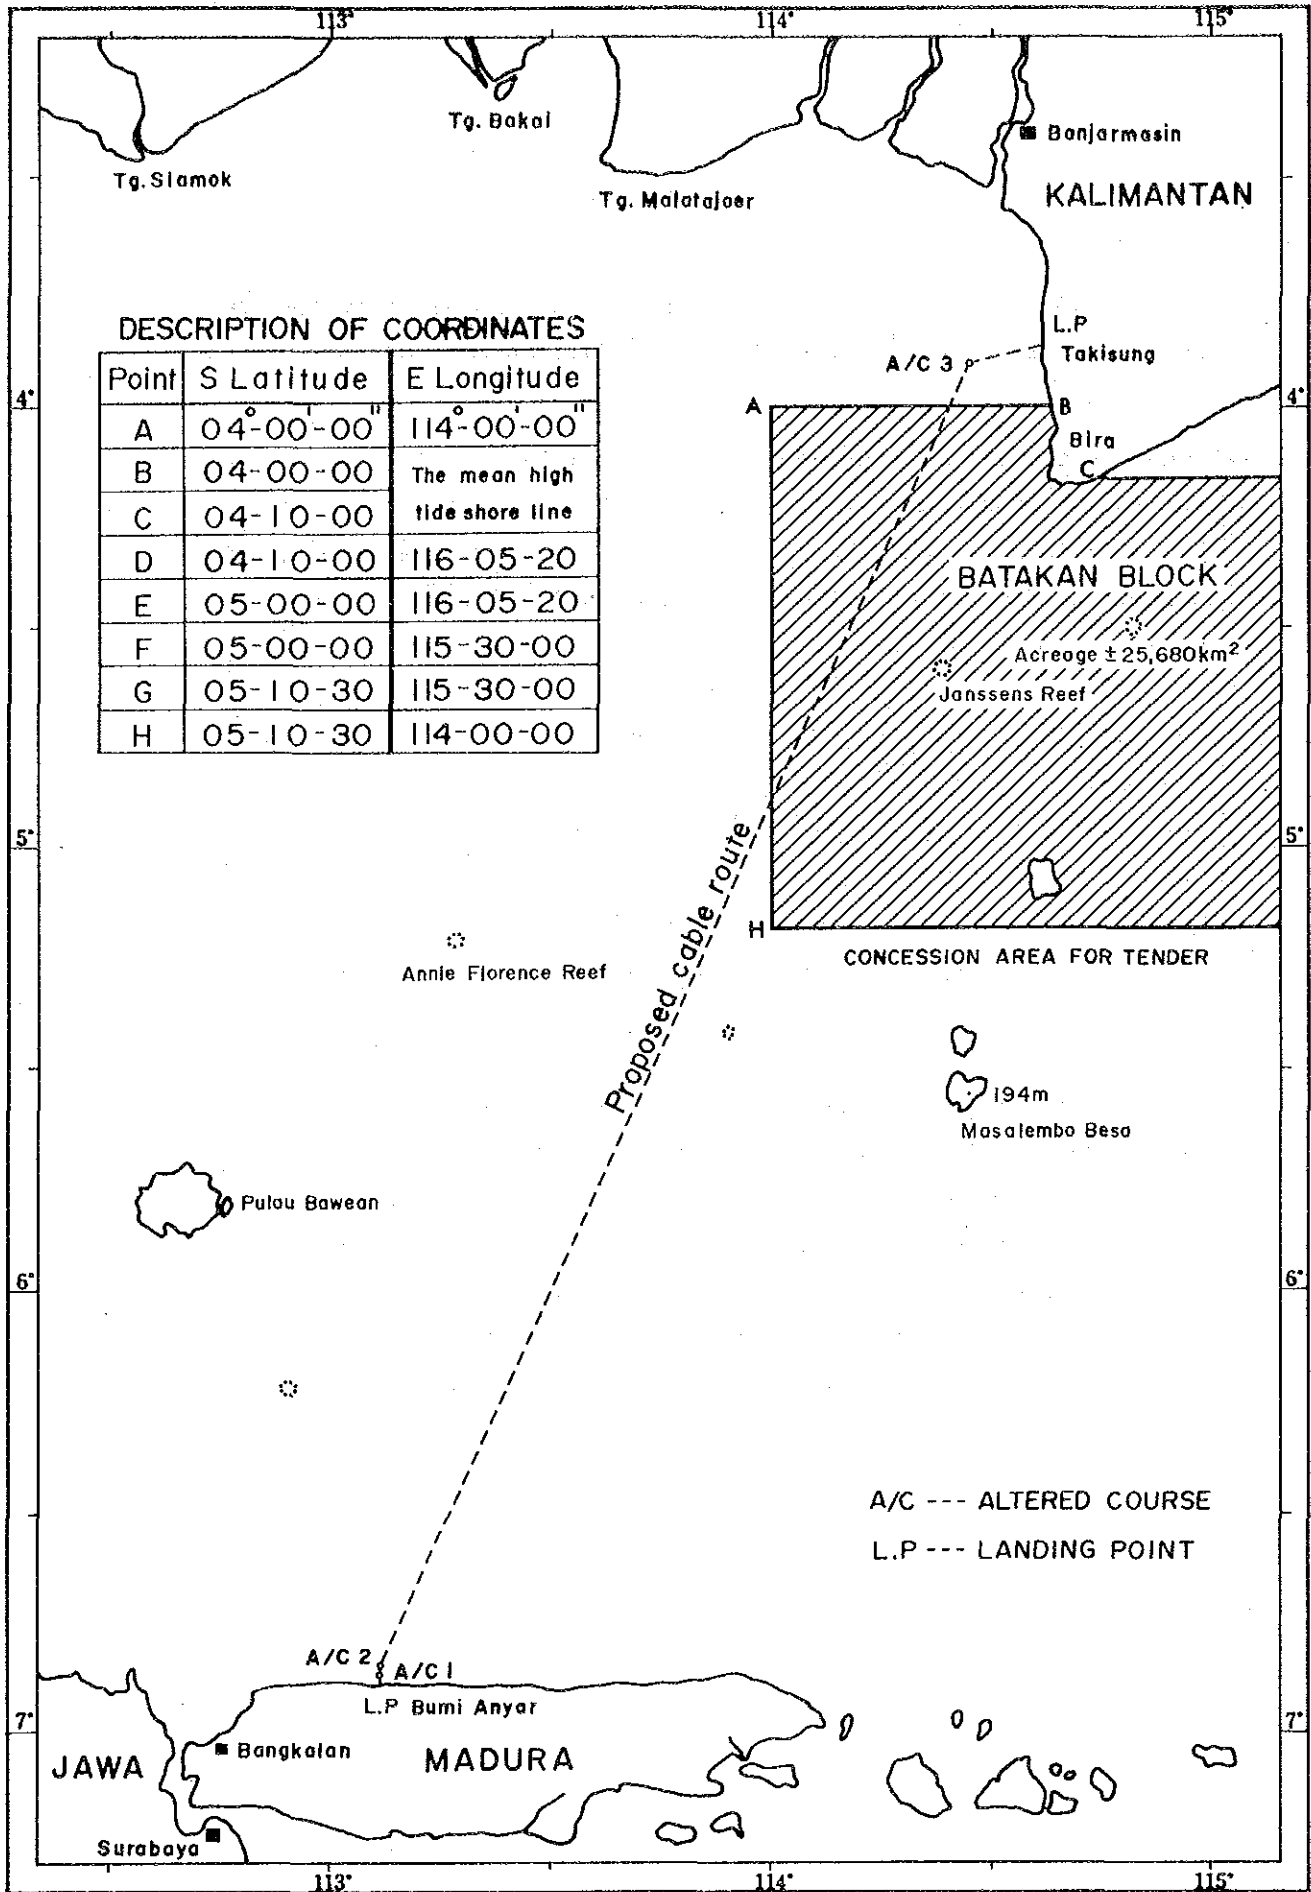 113° 114° 115°
Tg. Bakai
Banjarmasin
Tg. Slamok
Tg. Malatajoer
KALIMANTAN
DESCRIPTION OF COORDINATES
Point S Latitude E Longitude
A 04°-00'-00" 114°-00'-00"
B 04-00-00 The mean high
C 04-10-00 tide shore line
D 04-10-00 116-05-20
E 05-00-00 116-05-20
F 05-00-00 115-30-00
G 05-10-30 115-30-00
H 05-10-30 114-00-00
L.P
Takisung
A/C 3
4° 4°
A B
Bira
C
BATAKAN BLOCK
Acreage ± 25,680km²
Janssens Reef
5° 5°
Proposed cable route
H
CONCESSION AREA FOR TENDER
Annie Florence Reef
194m
Masalembo Besa
Pulau Bawean
6° 6°
A/C --- ALTERED COURSE
L.P --- LANDING POINT
A/C 2
A/C 1
L.P Bumi Anyar
7° 7°
JAWA
Bangkalan
MADURA
Surabaya
113° 114° 115°